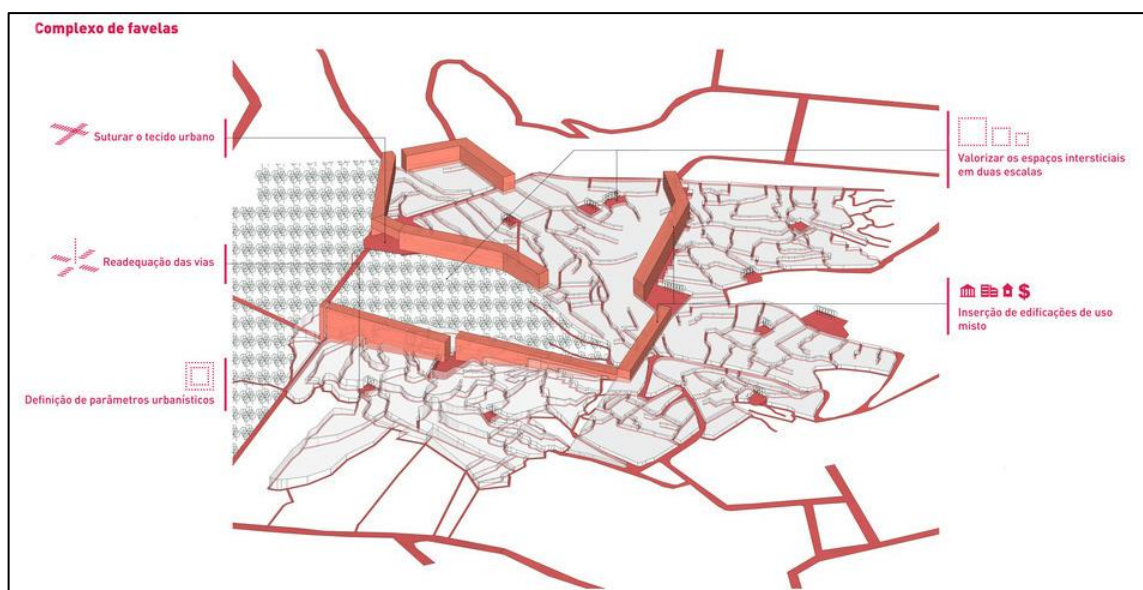 Complexo de favelas
Suturar o tecido urbano
Readequação das vias
Definição de parâmetros urbanísticos
Valorizar os espaços intersticiais
em duas escalas
$
Inserção de edificações de uso
misto